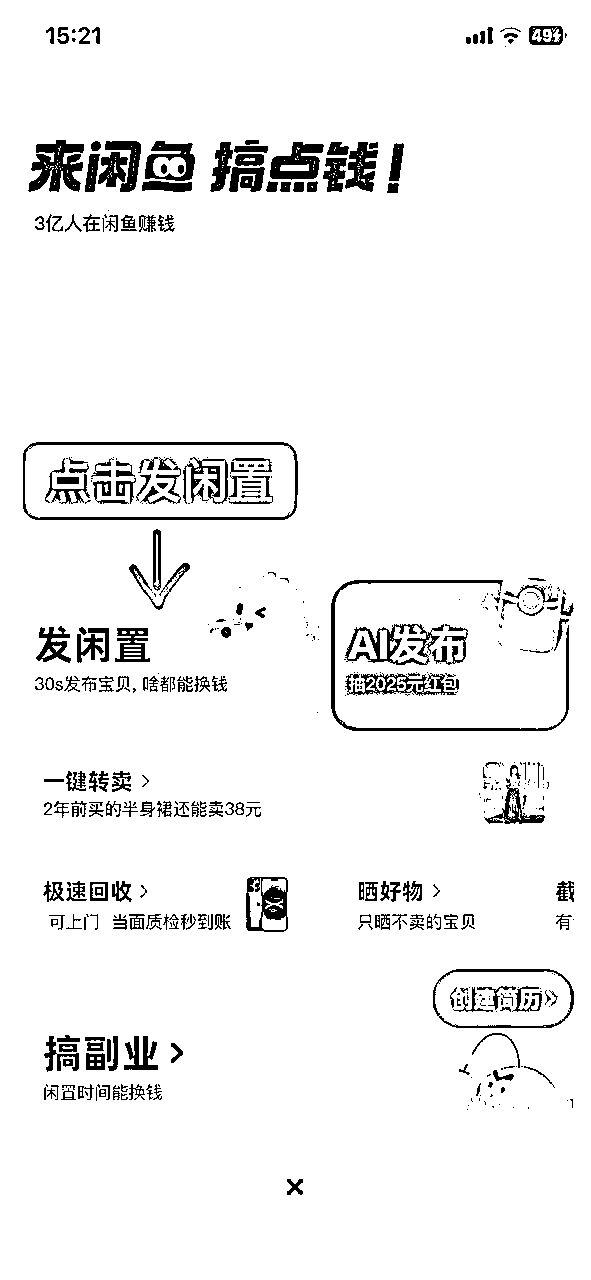 15:21
49
来闲鱼 搞点钱!
3亿人在闲鱼赚钱
点击发闲置
发闲置
30s发布宝贝, 啥都能换钱
AI发布
抽2025元红包
一键转卖 >
2年前买的半身裙还能卖38元
极速回收 >
可上门 当面质检秒到账
晒好物 >
只晒不卖的宝贝
截
有
创建简历>>
搞副业 >
闲置时间能换钱